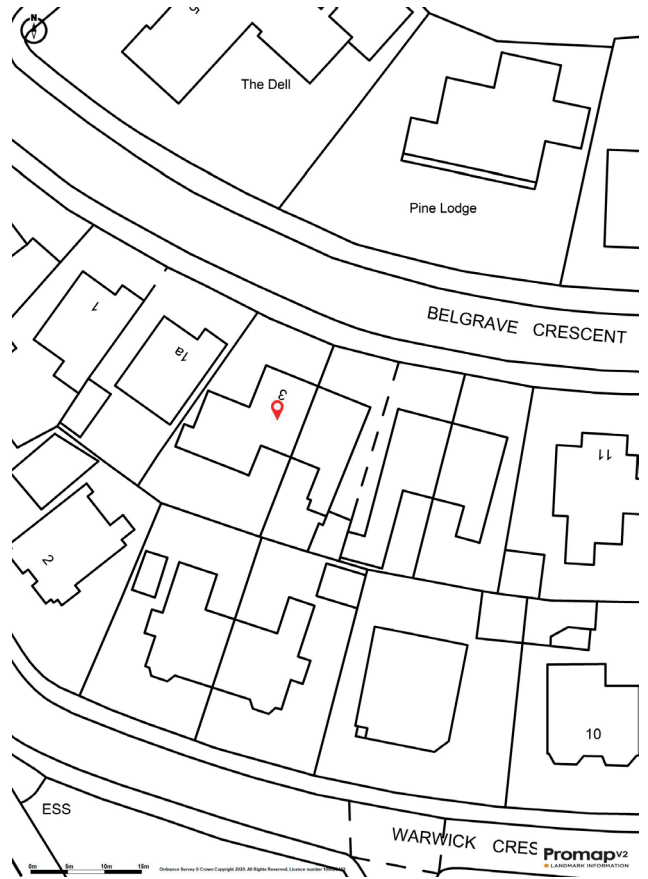 N
The Dell
Pine Lodge
BELGRAVE CRESCENT
1
1a
3
11
2
10
ESS
WARWICK CRES
Promap V2
LANDMARK INFORMATION
0m 5m 10m 15m
Ordnance Survey © Crown Copyright 2020. All Rights Reserved. Licence number